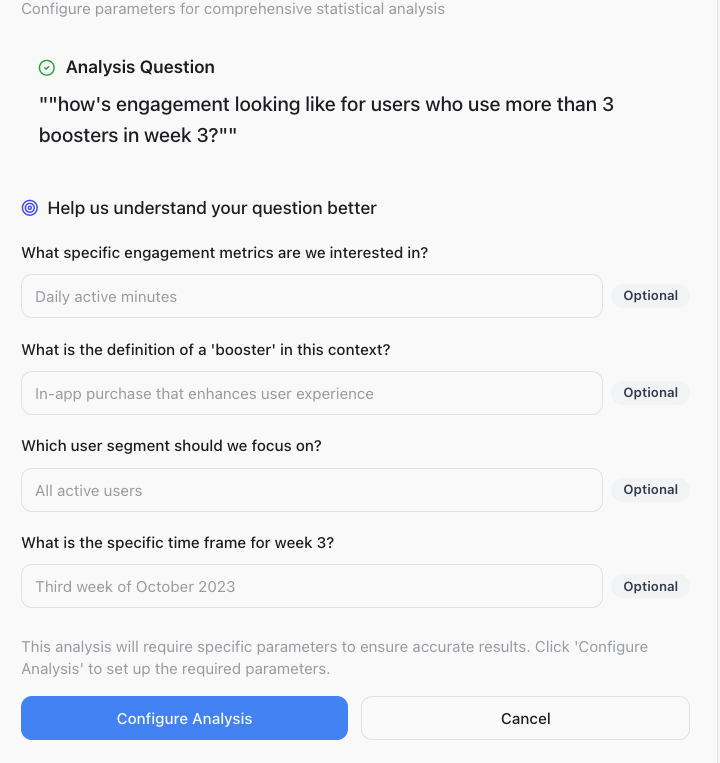 Configure parameters for comprehensive statistical analysis
Analysis Question
""how's engagement looking like for users who use more than 3
boosters in week 3?""
Help us understand your question better
What specific engagement metrics are we interested in?
Daily active minutes
Optional
What is the definition of a 'booster' in this context?
In-app purchase that enhances user experience
Optional
Which user segment should we focus on?
All active users
Optional
What is the specific time frame for week 3?
Third week of October 2023
Optional
This analysis will require specific parameters to ensure accurate results. Click 'Configure
Analysis' to set up the required parameters.
Configure Analysis
Cancel